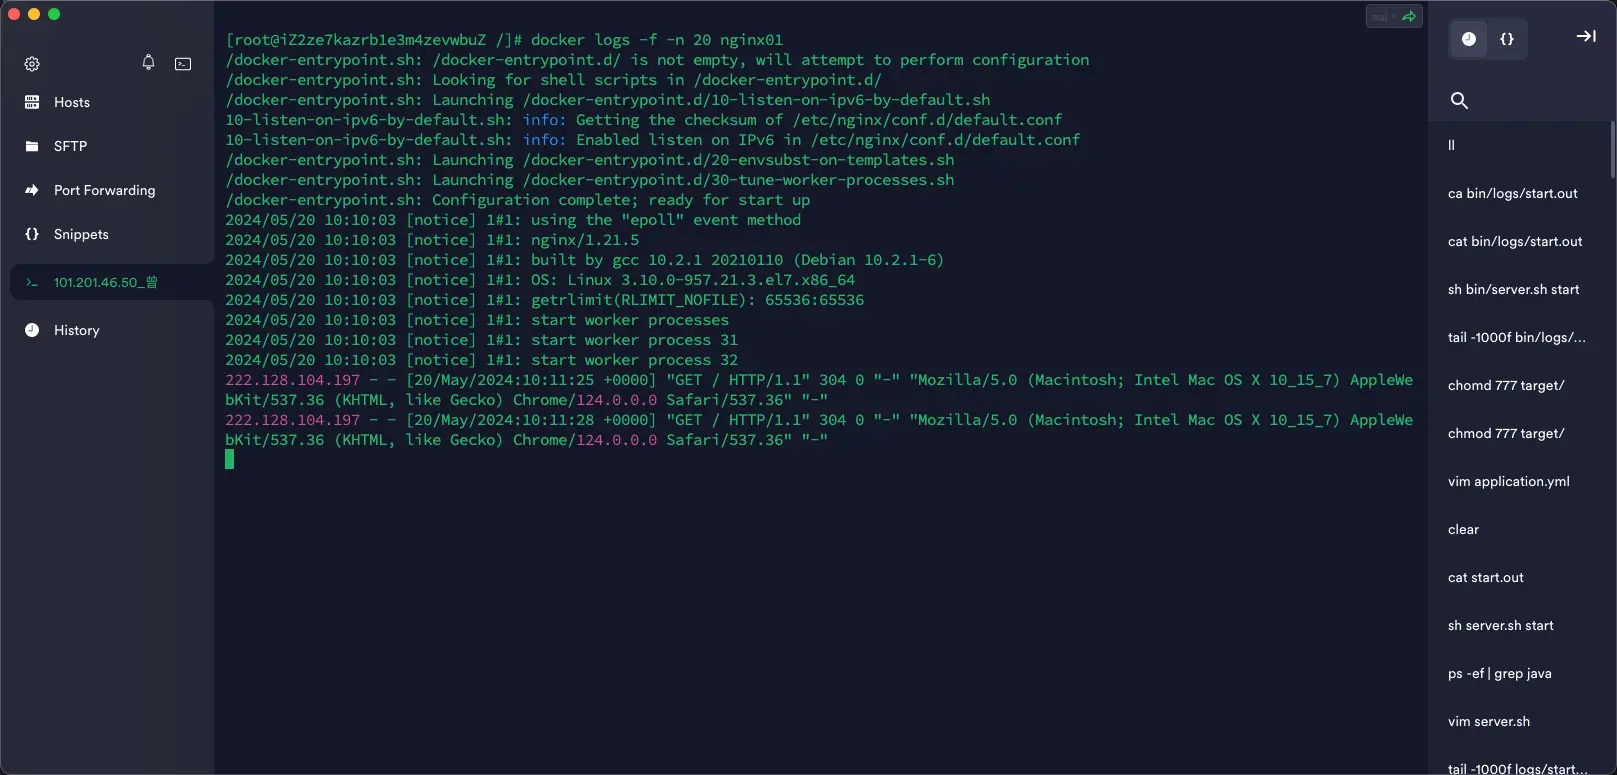 [root@iZ2ze7kazrb1e3m4zevwbuZ /]# docker logs -f -n 20 nginx01
/docker-entrypoint.sh: /docker-entrypoint.d/ is not empty, will attempt to perform configuration
/docker-entrypoint.sh: Looking for shell scripts in /docker-entrypoint.d/
/docker-entrypoint.sh: Launching /docker-entrypoint.d/10-listen-on-ipv6-by-default.sh
10-listen-on-ipv6-by-default.sh: info: Getting the checksum of /etc/nginx/conf.d/default.conf
10-listen-on-ipv6-by-default.sh: info: Enabled listen on IPv6 in /etc/nginx/conf.d/default.conf
/docker-entrypoint.sh: Launching /docker-entrypoint.d/20-envsubst-on-templates.sh
/docker-entrypoint.sh: Launching /docker-entrypoint.d/30-tune-worker-processes.sh
/docker-entrypoint.sh: Configuration complete; ready for start up
2024/05/20 10:10:03 [notice] 1#1: using the "epoll" event method
2024/05/20 10:10:03 [notice] 1#1: nginx/1.21.5
2024/05/20 10:10:03 [notice] 1#1: built by gcc 10.2.1 20210110 (Debian 10.2.1-6)
2024/05/20 10:10:03 [notice] 1#1: OS: Linux 3.10.0-957.21.3.el7.x86_64
2024/05/20 10:10:03 [notice] 1#1: getrlimit(RLIMIT_NOFILE): 65536:65536
2024/05/20 10:10:03 [notice] 1#1: start worker processes
2024/05/20 10:10:03 [notice] 1#1: start worker process 31
2024/05/20 10:10:03 [notice] 1#1: start worker process 32
222.128.104.197 - - [20/May/2024:10:11:25 +0000] "GET / HTTP/1.1" 304 0 "-" "Mozilla/5.0 (Macintosh; Intel Mac OS X 10_15_7) AppleWe
bKit/537.36 (KHTML, like Gecko) Chrome/124.0.0.0 Safari/537.36" "-"
222.128.104.197 - - [20/May/2024:10:11:28 +0000] "GET / HTTP/1.1" 304 0 "-" "Mozilla/5.0 (Macintosh; Intel Mac OS X 10_15_7) AppleWe
bKit/537.36 (KHTML, like Gecko) Chrome/124.0.0.0 Safari/537.36" "-"
Hosts
SFTP
Port Forwarding
{} Snippets
>_ 101.201.46.50_曾
History
{}
ll
ca bin/logs/start.out
cat bin/logs/start.out
sh bin/server.sh start
tail -1000f bin/logs/...
chomd 777 target/
chmod 777 target/
vim application.yml
clear
cat start.out
sh server.sh start
ps -ef | grep java
vim server.sh
tail -1000f logs/start...